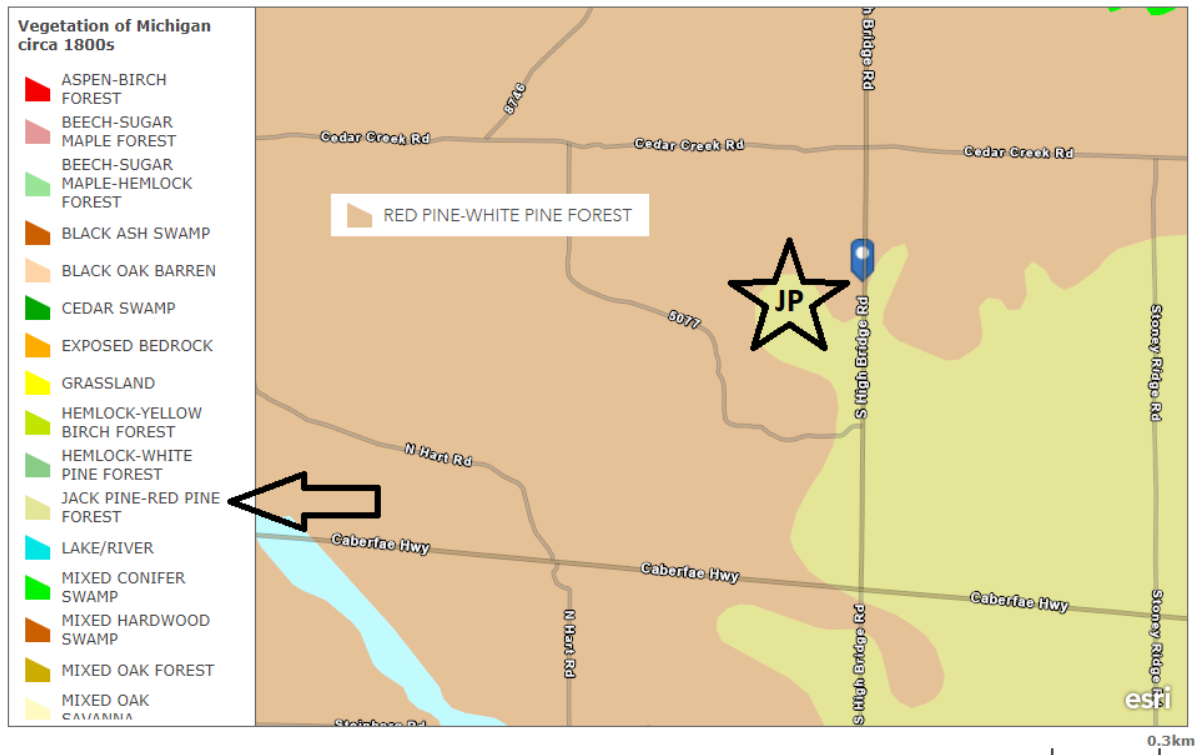 Vegetation of Michigan
circa 1800s
ASPEN-BIRCH
FOREST
BEECH-SUGAR
MAPLE FOREST
BEECH-SUGAR
MAPLE-HEMLOCK
FOREST
BLACK ASH SWAMP
BLACK OAK BARREN
CEDAR SWAMP
EXPOSED BEDROCK
GRASSLAND
HEMLOCK-YELLOW
BIRCH FOREST
HEMLOCK-WHITE
PINE FOREST
JACK PINE-RED PINE
FOREST
LAKE/RIVER
MIXED CONIFER
SWAMP
MIXED HARDWOOD
SWAMP
MIXED OAK FOREST
MIXED OAK
SAVANNA
h Bridge Rd
8746
Cedar Creek Rd
Cedar Creek Rd
Cedar Creek Rd
RED PINE-WHITE PINE FOREST
JP
5077
S High Bridge Rd
Stoney Ridge Rd
N Hart Rd
Caberfae Hwy
Caberfae Hwy
Caberfae Hwy
N Hart Rd
S High Bridge Rd
Stoney Ridge R
esri
Steinberg Rd
0.3km